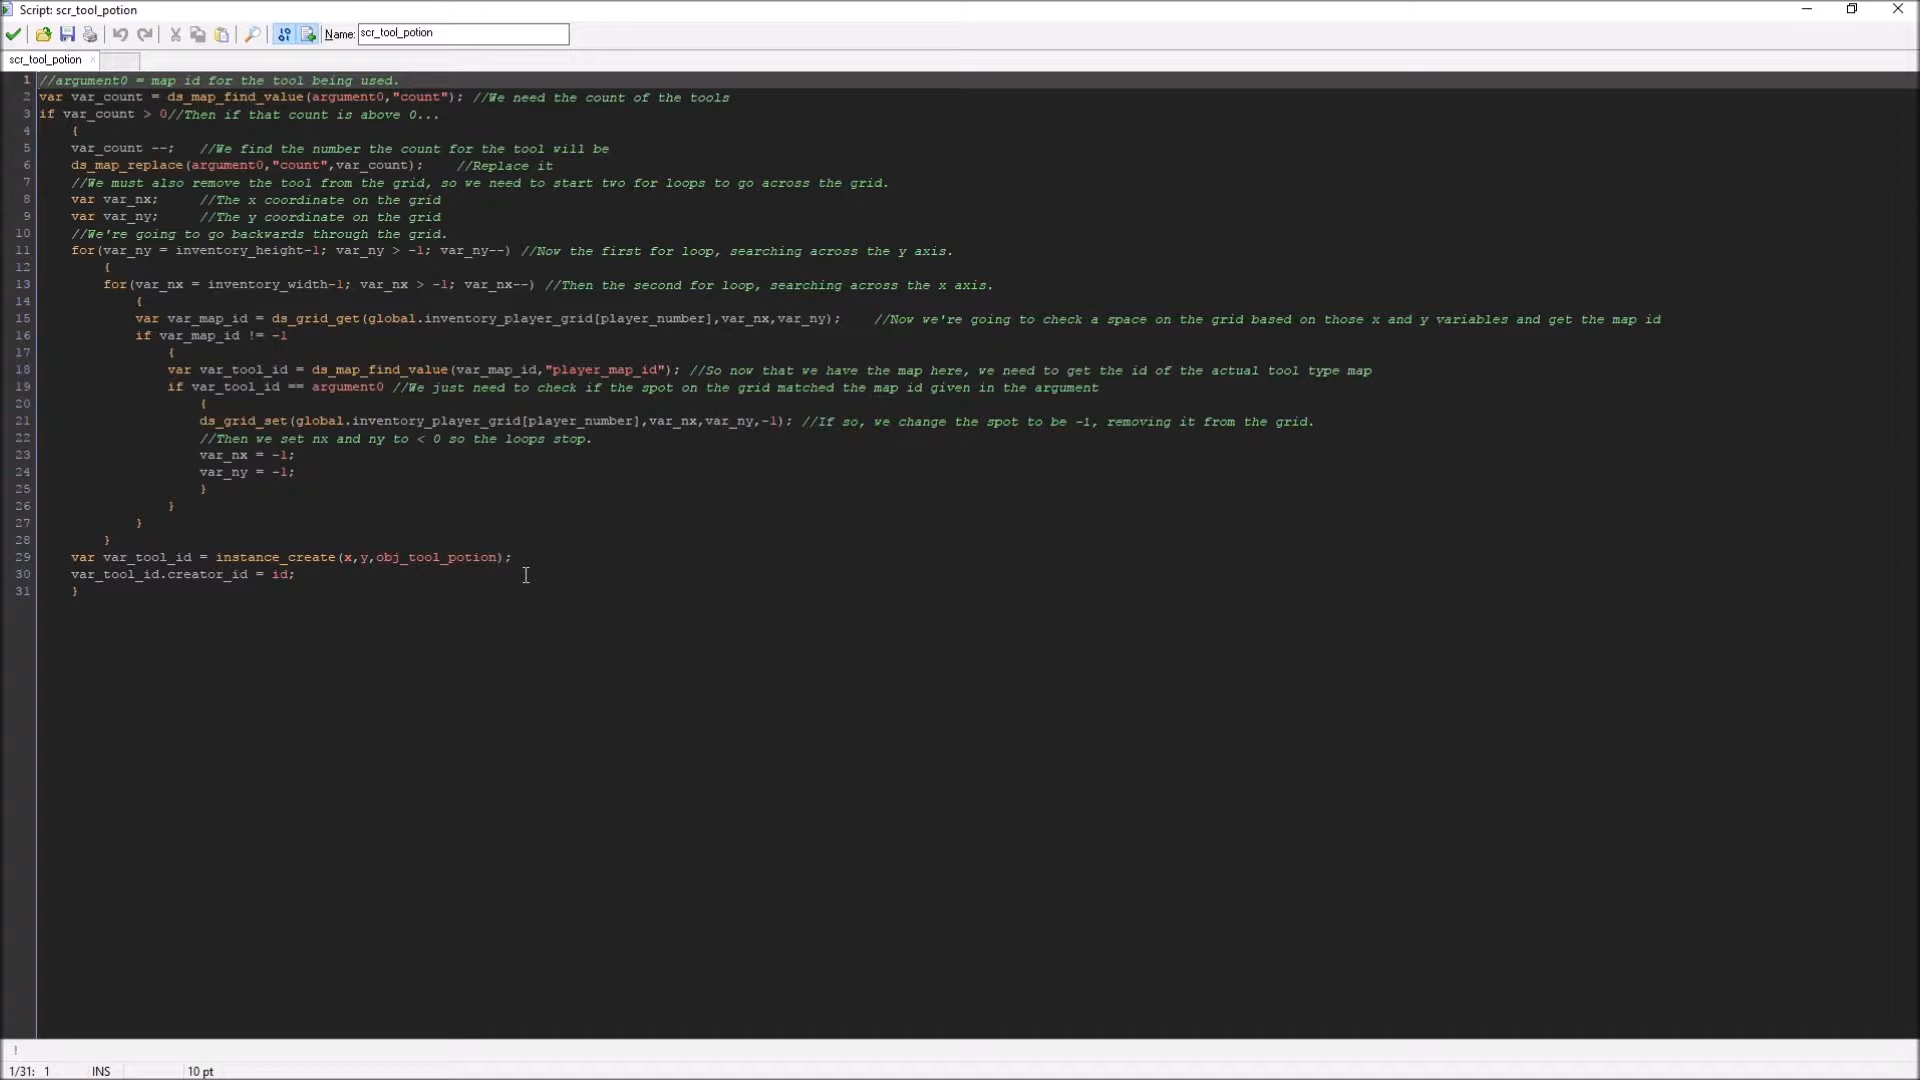 Script: scr_tool_potion
Name: scr_tool_potion
scr_tool_potion
1 //argument0 = map id for the tool being used.
2 var var_count = ds_map_find_value(argument0,"count"); //We need the count of the tools
3 if var_count > 0//Then if that count is above 0...
4 {
5 var_count --; //We find the number the count for the tool will be
6 ds_map_replace(argument0,"count",var_count); //Replace it
7 //We must also remove the tool from the grid, so we need to start two for loops to go across the grid.
8 var var_nx; //The x coordinate on the grid
9 var var_ny; //The y coordinate on the grid
10 //We're going to go backwards through the grid.
11 for(var_ny = inventory_height-1; var_ny > -1; var_ny--) //Now the first for loop, searching across the y axis.
12 {
13 for(var_nx = inventory_width-1; var_nx > -1; var_nx--) //Then the second for loop, searching across the x axis.
14 {
15 var var_map_id = ds_grid_get(global.inventory_player_grid[player_number],var_nx,var_ny); //Now we're going to check a space on the grid based on those x and y variables and get the map id
16 if var_map_id != -1
17 {
18 var var_tool_id = ds_map_find_value(var_map_id,"player_map_id"); //So now that we have the map here, we need to get the id of the actual tool type map
19 if var_tool_id == argument0 //We just need to check if the spot on the grid matched the map id given in the argument
20 {
21 ds_grid_set(global.inventory_player_grid[player_number],var_nx,var_ny,-1); //If so, we change the spot to be -1, removing it from the grid.
22 //Then we set nx and ny to < 0 so the loops stop.
23 var_nx = -1;
24 var_ny = -1;
25 }
26 }
27 }
28 }
29 var var_tool_id = instance_create(x,y,obj_tool_potion);
30 var_tool_id.creator_id = id;
31 }
1/31: 1 INS 10 pt